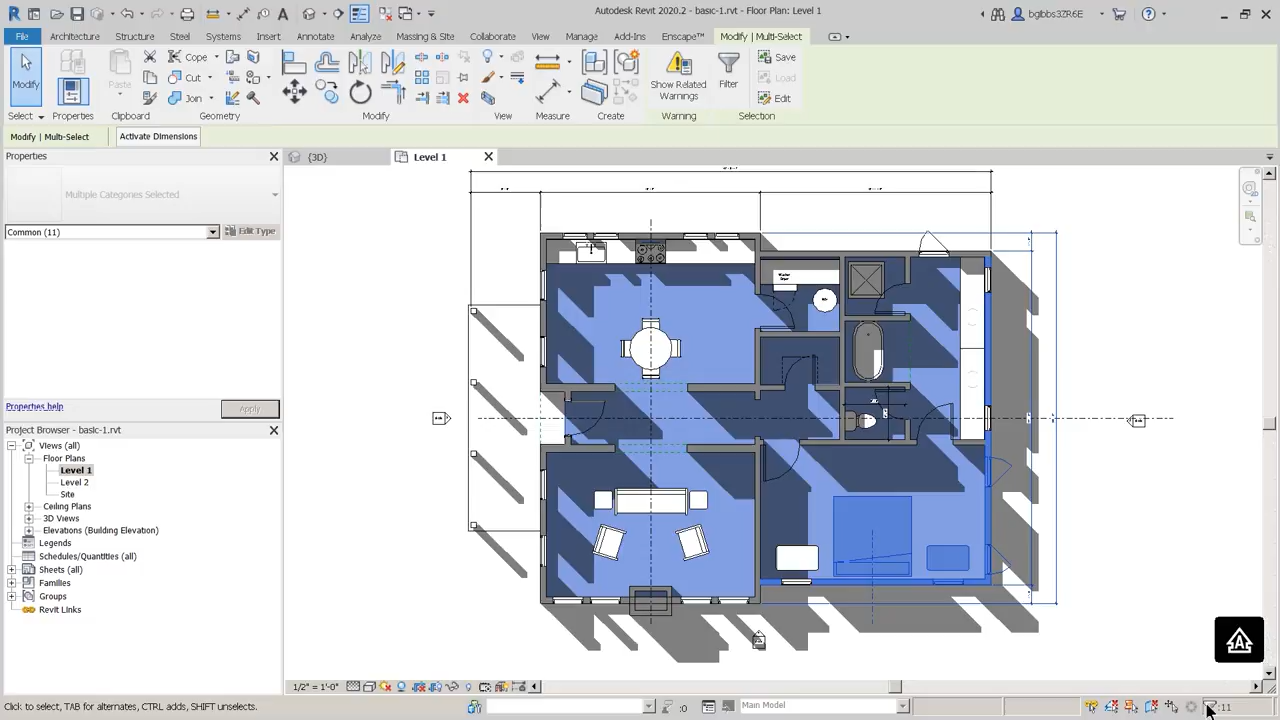 Autodesk Revit 2020.2 - basic-1.rvt - Floor Plan: Level 1
bgibbs3ZR6E
File Architecture Structure Steel Systems Insert Annotate Analyze Massing & Site Collaborate View Manage Add-Ins Enscape™ Modify | Multi-Select
Modify
Paste
Cope
Cut
Join
Show Related
Warnings
Filter
Save
Load
Edit
Select Properties Clipboard Geometry Modify View Measure Create Warning Selection
Modify | Multi-Select Activate Dimensions
Properties
{3D}
Level 1
Multiple Categories Selected
Common (11)
Edit Type
Properties help
Apply
Project Browser - basic-1.rvt
Views (all)
Floor Plans
Level 1
Level 2
Site
Ceiling Plans
3D Views
Elevations (Building Elevation)
Legends
Schedules/Quantities (all)
Sheets (all)
Families
Groups
Revit Links
1/2" = 1'-0"
Click to select, TAB for alternates, CTRL adds, SHIFT unselects.
:0
Main Model
:11